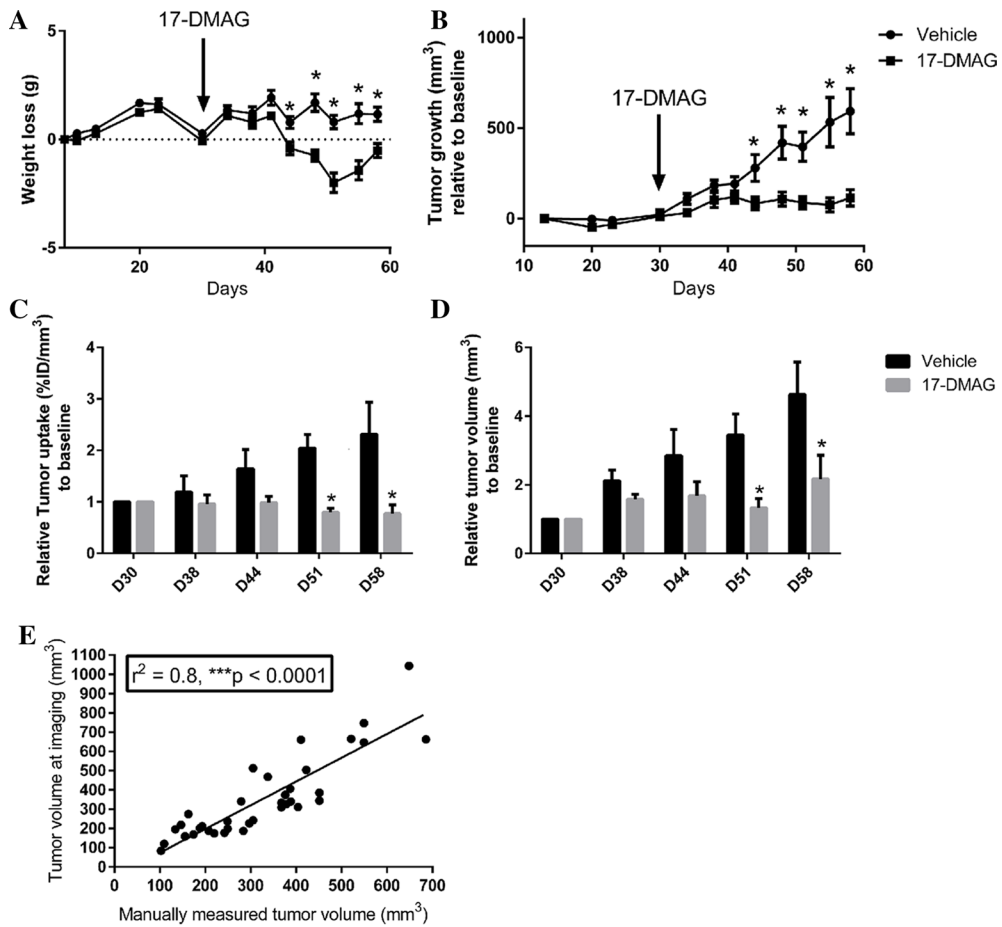 A
17-DMAG
Weight loss (g)
5
0
-5
* * * * *
20 40 60
Days
B
17-DMAG
Tumor growth (mm3)
relative to baseline
1000
500
0
* * * * *
10 20 30 40 50 60
Days
Vehicle
17-DMAG
C
Relative Tumor uptake (%ID/mm3)
to baseline
4
3
2
1
0
* *
D30 D38 D44 D51 D58
D
Relative tumor volume (mm3)
to baseline
6
4
2
0
* *
D30 D38 D44 D51 D58
Vehicle
17-DMAG
E
r2 = 0.8, ***p < 0.0001
Tumor volume at imaging (mm3)
1100
1000
900
800
700
600
500
400
300
200
100
0
0 100 200 300 400 500 600 700
Manually measured tumor volume (mm3)